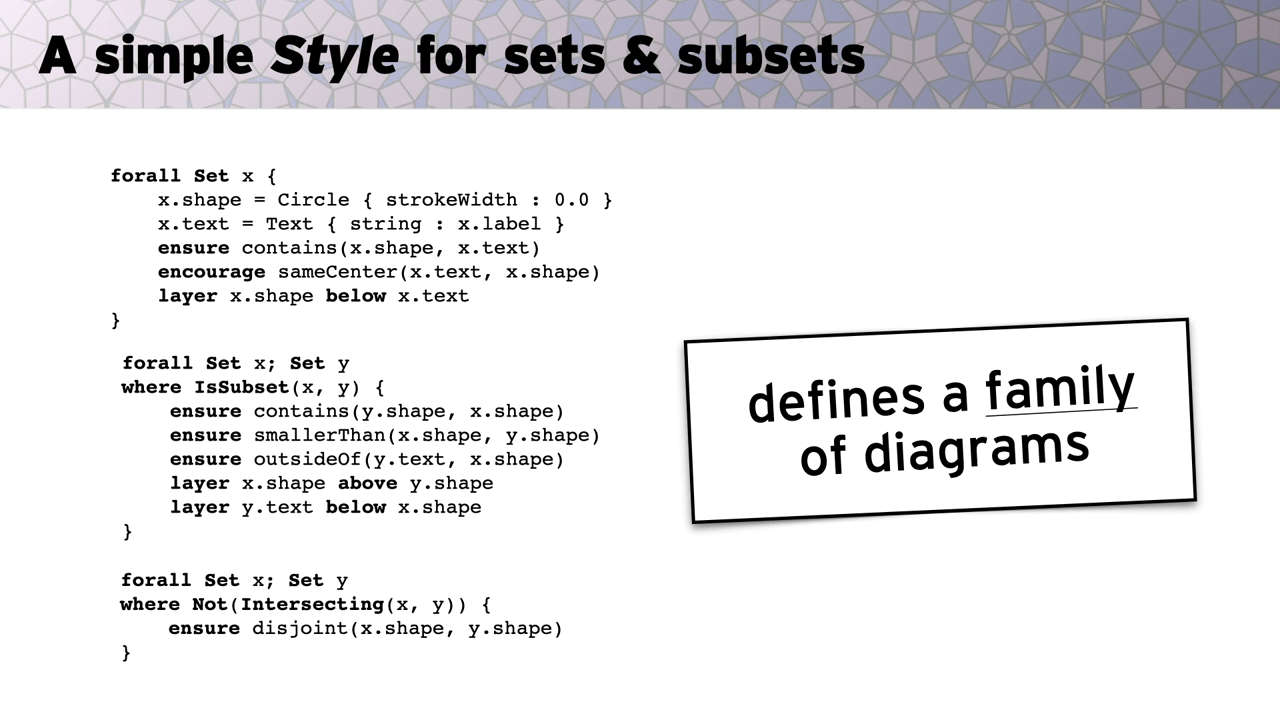 A simple Style for sets & subsets
forall Set x {
    x.shape = Circle { strokeWidth : 0.0 }
    x.text = Text { string : x.label }
    ensure contains(x.shape, x.text)
    encourage sameCenter(x.text, x.shape)
    layer x.shape below x.text
}
forall Set x; Set y
where IsSubset(x, y) {
    ensure contains(y.shape, x.shape)
    ensure smallerThan(x.shape, y.shape)
    ensure outsideOf(y.text, x.shape)
    layer x.shape above y.shape
    layer y.text below x.shape
}
forall Set x; Set y
where Not(Intersecting(x, y)) {
    ensure disjoint(x.shape, y.shape)
}
defines a family
of diagrams